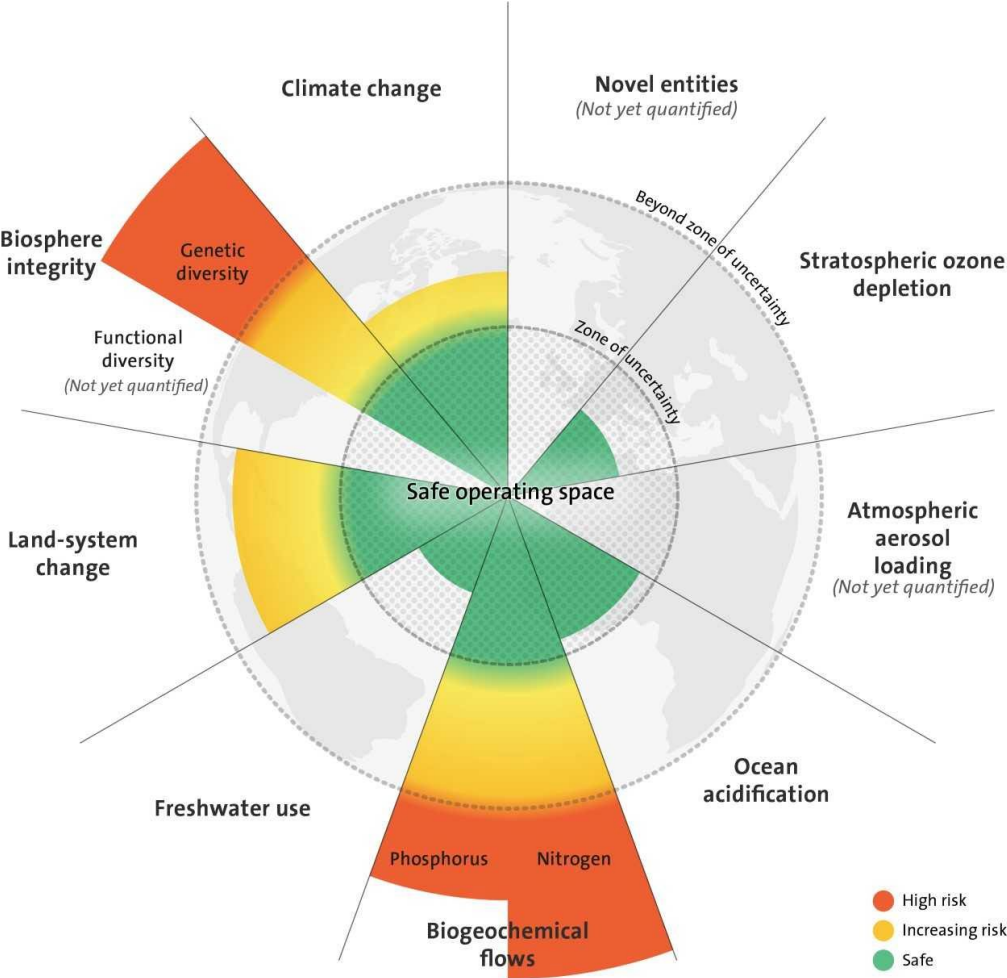 Climate change
Novel entities
(Not yet quantified)
Beyond zone of uncertainty
Biosphere
integrity
Genetic
diversity
Stratospheric ozone
depletion
Functional
diversity
(Not yet quantified)
Zone of uncertainty
Safe operating space
Land-system
change
Atmospheric
aerosol
loading
(Not yet quantified)
Ocean
acidification
Freshwater use
Phosphorus
Nitrogen
Biogeochemical
flows
High risk
Increasing risk
Safe